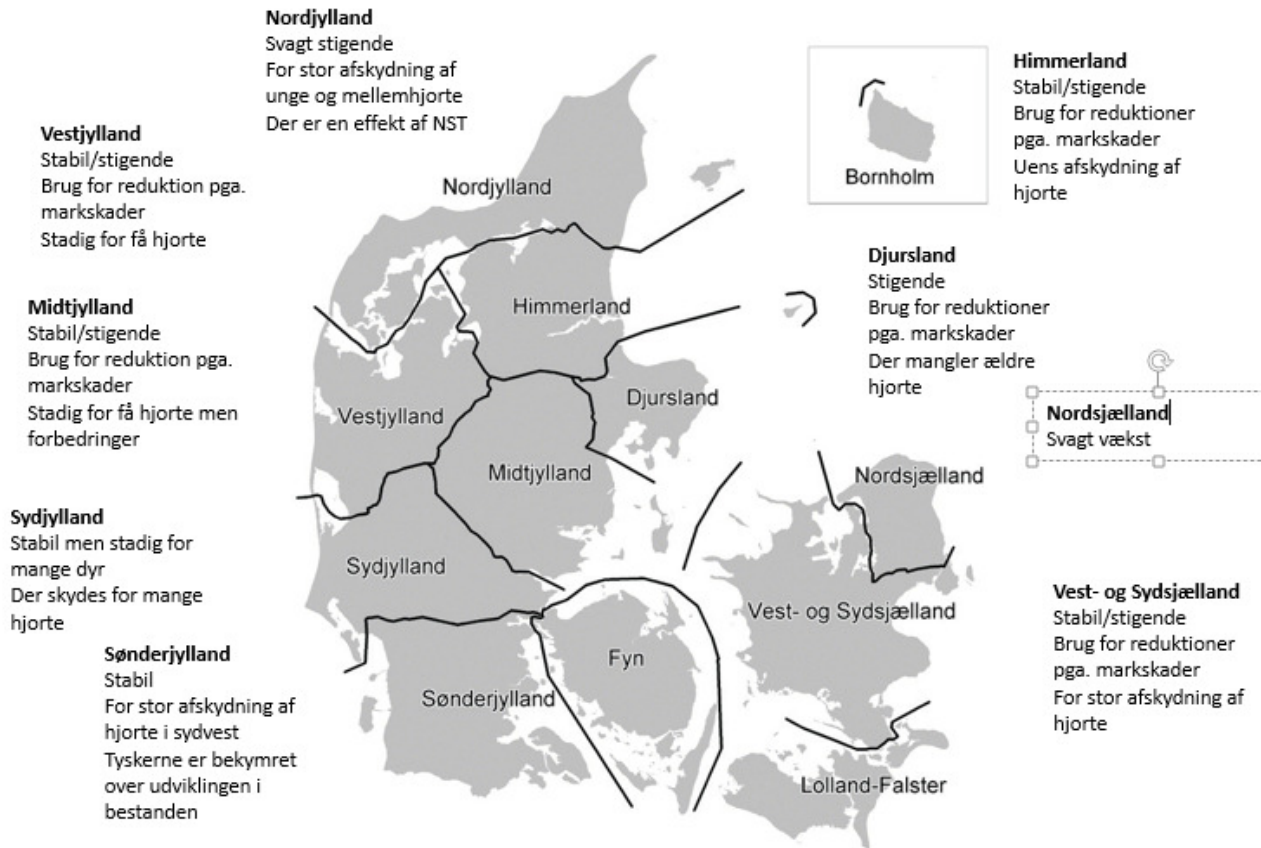 Nordjylland
Svagt stigende
For stor afskydning af
unge og mellemhjorte
Der er en effekt af NST
Vestjylland
Stabil/stigende
Brug for reduktion pga.
markskader
Stadig for få hjorte
Midtjylland
Stabil/stigende
Brug for reduktion pga.
markskader
Stadig for få hjorte men
forbedringer
Sydjylland
Stabil men stadig for
mange dyr
Der skydes for mange
hjorte
Sønderjylland
Stabil
For stor afskydning af
hjorte i sydvest
Tyskerne er bekymret
over udviklingen i
bestanden
Himmerland
Stabil/stigende
Brug for reduktioner
pga. markskader
Uens afskydning af
hjorte
Djursland
Stigende
Brug for reduktioner
pga. markskader
Der mangler ældre
hjorte
Nordsjælland
Svagt vækst
Vest- og Sydsjælland
Stabil/stigende
Brug for reduktioner
pga. markskader
For stor afskydning af
hjorte
Nordjylland
Bornholm
Himmerland
Vestjylland
Djursland
Midtjylland
Nordsjælland
Sydjylland
Vest- og Sydsjælland
Fyn
Sønderjylland
Lolland-Falster